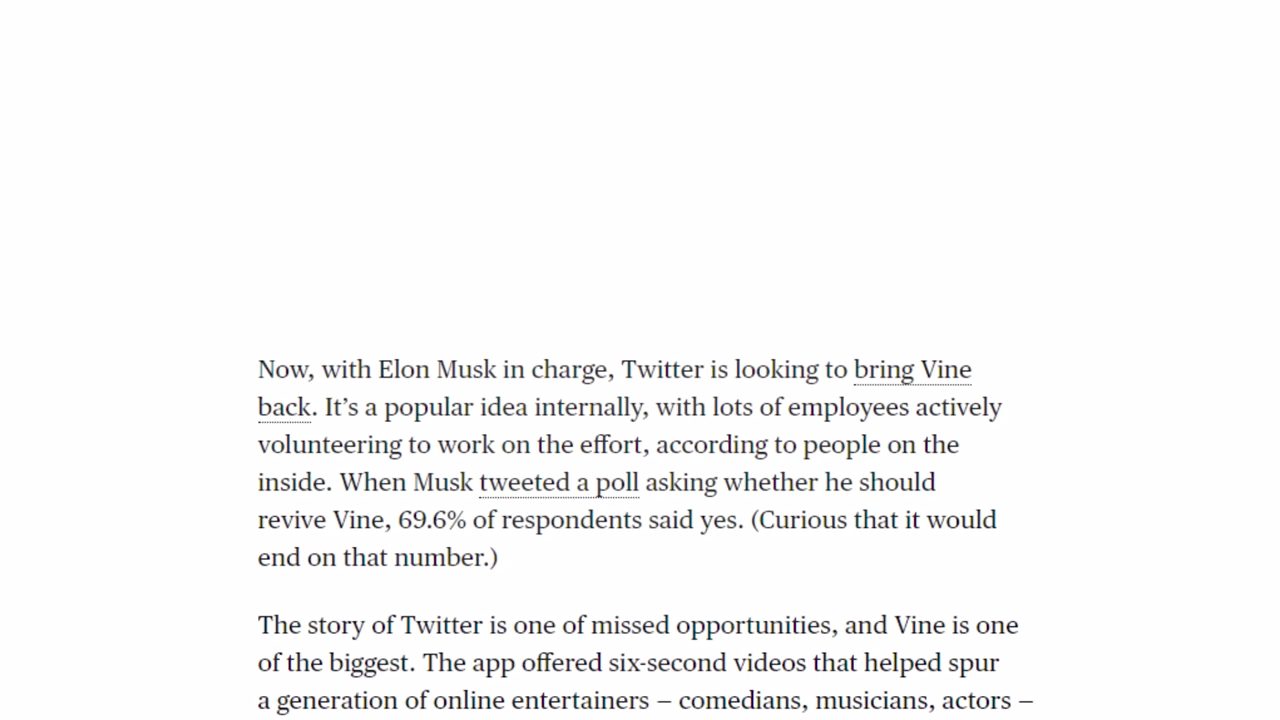 Now, with Elon Musk in charge, Twitter is looking to bring Vine
back. It’s a popular idea internally, with lots of employees actively
volunteering to work on the effort, according to people on the
inside. When Musk tweeted a poll asking whether he should
revive Vine, 69.6% of respondents said yes. (Curious that it would
end on that number.)
The story of Twitter is one of missed opportunities, and Vine is one
of the biggest. The app offered six-second videos that helped spur
a generation of online entertainers — comedians, musicians, actors —